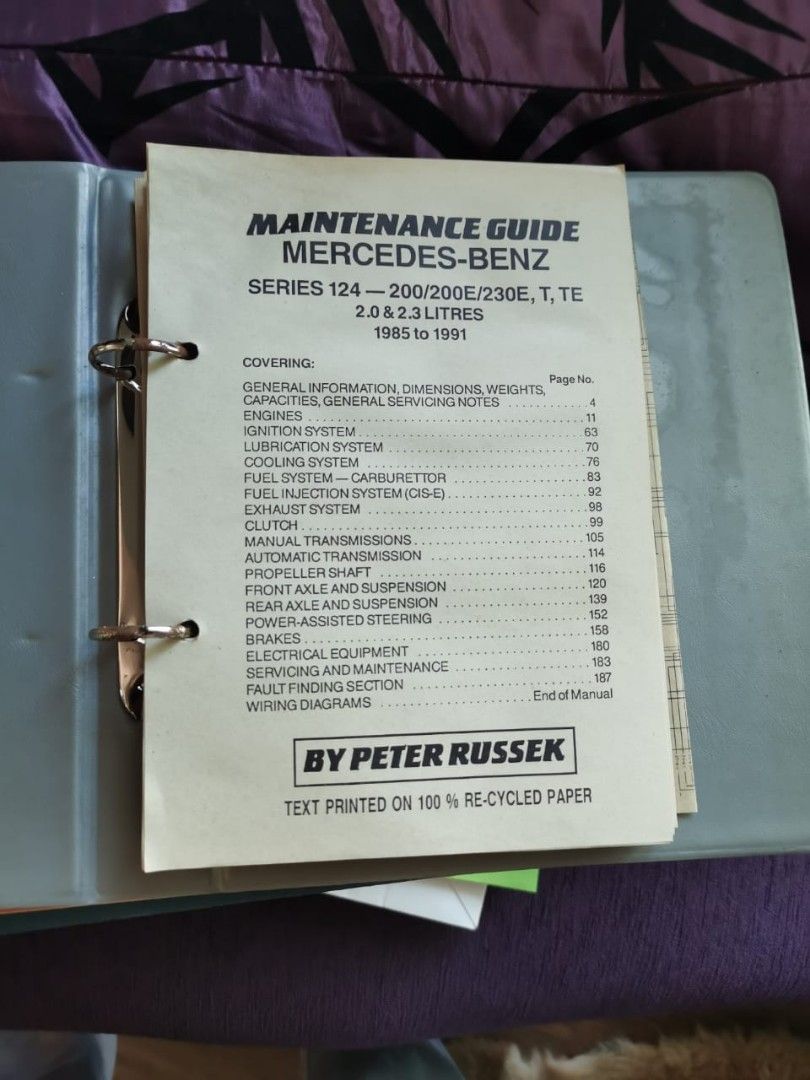 MAINTENANCE GUIDE
MERCEDES-BENZ
SERIES 124 — 200/200E/230E, T, TE
2.0 & 2.3 LITRES
1985 to 1991
COVERING:
Page No.
GENERAL INFORMATION, DIMENSIONS, WEIGHTS,
CAPACITIES, GENERAL SERVICING NOTES . . . . . . . . . . . 4
ENGINES . . . . . . . . . . . . . . . . . . . . . . . . . . . . . . . . . 11
IGNITION SYSTEM . . . . . . . . . . . . . . . . . . . . . . . . . . . 63
LUBRICATION SYSTEM . . . . . . . . . . . . . . . . . . . . . . . 70
COOLING SYSTEM . . . . . . . . . . . . . . . . . . . . . . . . . . 76
FUEL SYSTEM — CARBURETTOR . . . . . . . . . . . . . . . . 83
FUEL INJECTION SYSTEM (CIS-E) . . . . . . . . . . . . . . . . 92
EXHAUST SYSTEM . . . . . . . . . . . . . . . . . . . . . . . . . . 98
CLUTCH . . . . . . . . . . . . . . . . . . . . . . . . . . . . . . . . . . 99
MANUAL TRANSMISSIONS . . . . . . . . . . . . . . . . . . . . 105
AUTOMATIC TRANSMISSION . . . . . . . . . . . . . . . . . . . 114
PROPELLER SHAFT . . . . . . . . . . . . . . . . . . . . . . . . . 116
FRONT AXLE AND SUSPENSION . . . . . . . . . . . . . . . . 120
REAR AXLE AND SUSPENSION . . . . . . . . . . . . . . . . . 139
POWER-ASSISTED STEERING . . . . . . . . . . . . . . . . . . 152
BRAKES . . . . . . . . . . . . . . . . . . . . . . . . . . . . . . . . . . 158
ELECTRICAL EQUIPMENT . . . . . . . . . . . . . . . . . . . . . 180
SERVICING AND MAINTENANCE . . . . . . . . . . . . . . . . 183
FAULT FINDING SECTION . . . . . . . . . . . . . . . . . . . . . 187
WIRING DIAGRAMS . . . . . . . . . . . . . . . . . . End of Manual
BY PETER RUSSEK
TEXT PRINTED ON 100 % RE-CYCLED PAPER